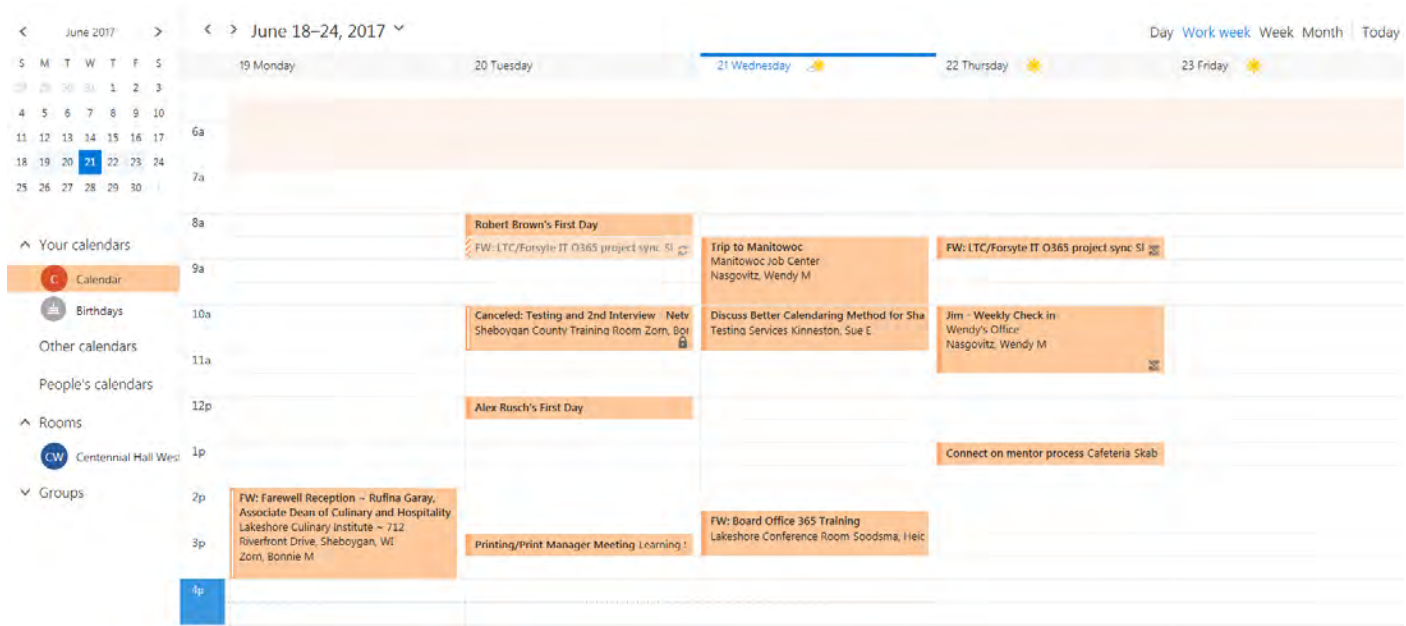 June 2017
S M T W T F S
28 29 30 31 1 2 3
4 5 6 7 8 9 10
11 12 13 14 15 16 17
18 19 20 21 22 23 24
25 26 27 28 29 30 1
Your calendars
C Calendar
Birthdays
Other calendars
People's calendars
Rooms
CW Centennial Hall Wes
Groups
June 18–24, 2017
Day Work week Week Month Today
19 Monday 20 Tuesday 21 Wednesday 22 Thursday 23 Friday
6a
7a
8a
9a
10a
11a
12p
1p
2p
3p
4p
FW: Farewell Reception ~ Rufina Garay,
Associate Dean of Culinary and Hospitality
Lakeshore Culinary Institute ~ 712
Riverfront Drive, Sheboygan, WI
Zorn, Bonnie M
Robert Brown's First Day
FW: LTC/Forsyte IT O365 project sync SI
Canceled: Testing and 2nd Interview Netw
Sheboygan County Training Room Zorn, Bor
Alex Rusch's First Day
Printing/Print Manager Meeting Learning
Trip to Manitowoc
Manitowoc Job Center
Nasgovitz, Wendy M
Discuss Better Calendaring Method for Sha
Testing Services Kinneston, Sue E
FW: Board Office 365 Training
Lakeshore Conference Room Soodsma, Heic
FW: LTC/Forsyte IT O365 project sync SI
Jim - Weekly Check in
Wendy's Office
Nasgovitz, Wendy M
Connect on mentor process Cafeteria Skab